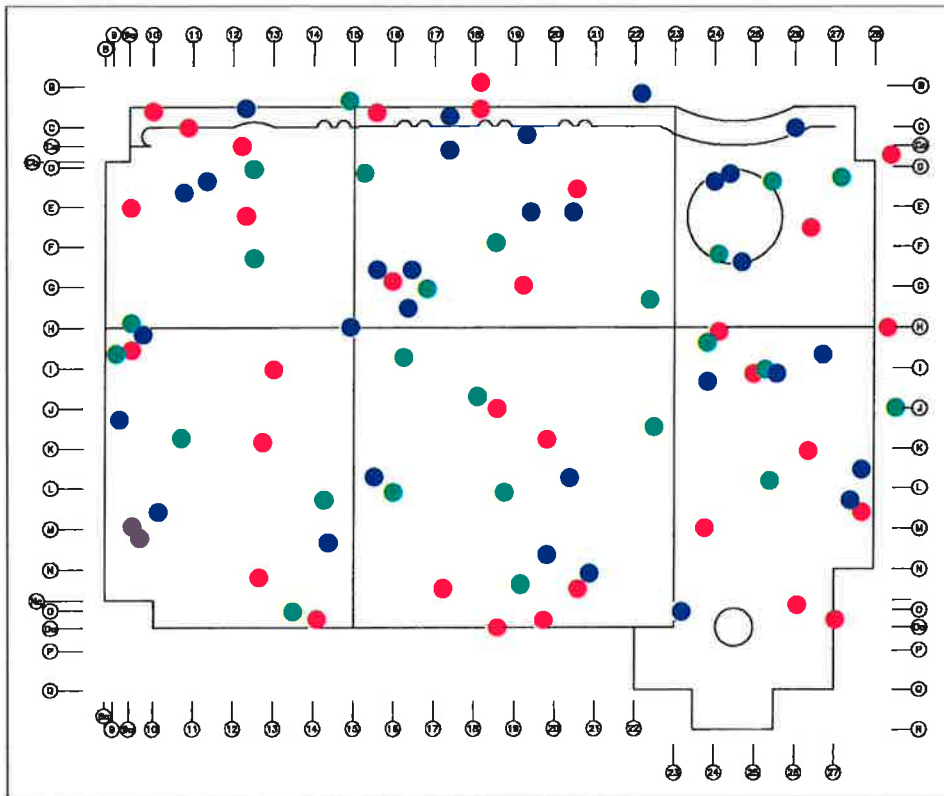 8 9 9a 10 11 12 13 14 15 16 17 18 19 20 21 22 23 24 25 26 27 28
B B
C C
Ca Ca
D D
E E
F F
G G
H H
I I
J J
K K
L L
M M
N N
O O
Oa Oa
P P
Q Q
R
9 9a 10 11 12 13 14 15 16 17 18 19 20 21 22
23 24 25 26 27